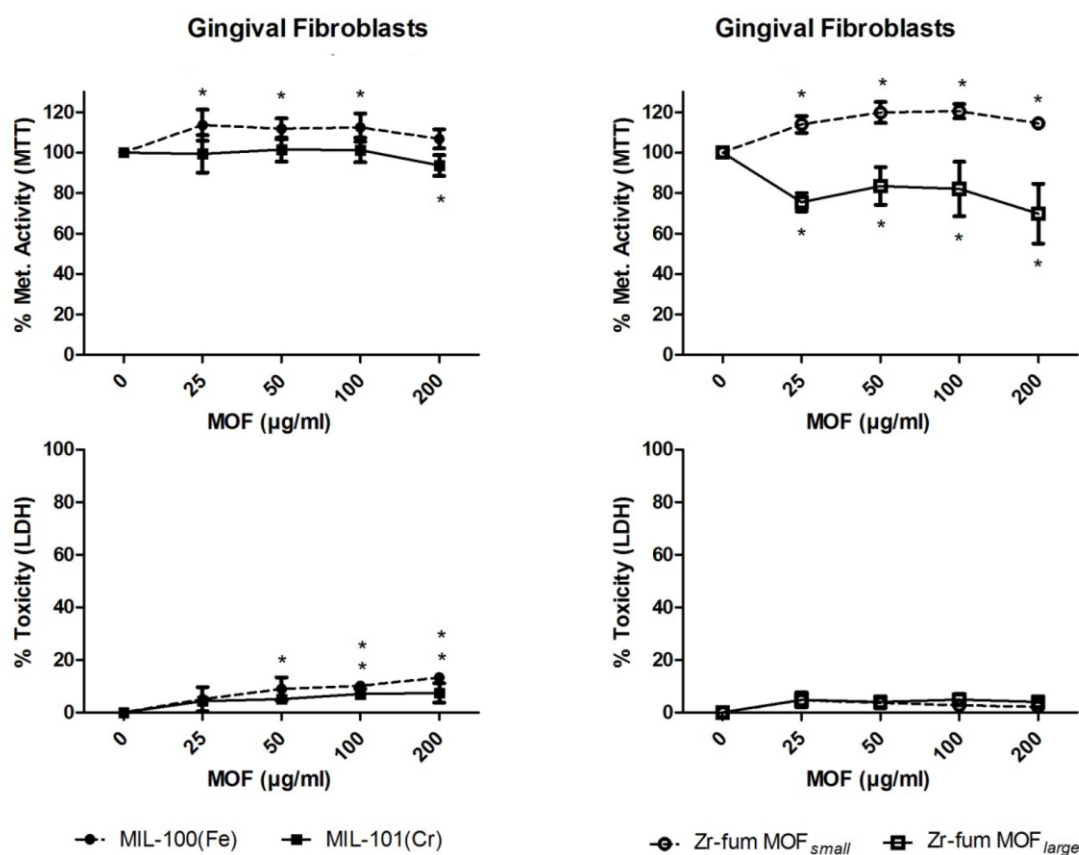 Gingival Fibroblasts
% Met. Activity (MTT)
120
100
80
60
40
20
0
* * * *
0 25 50 100 200
MOF (µg/ml)
Gingival Fibroblasts
% Met. Activity (MTT)
120
100
80
60
40
20
0
* * * *
* * * *
0 25 50 100 200
MOF (µg/ml)
% Toxicity (LDH)
100
80
60
40
20
0
* * *
* *
0 25 50 100 200
MOF (µg/ml)
% Toxicity (LDH)
100
80
60
40
20
0
0 25 50 100 200
MOF (µg/ml)
MIL-100(Fe) MIL-101(Cr)
Zr-fum MOFsmall Zr-fum MOFlarge